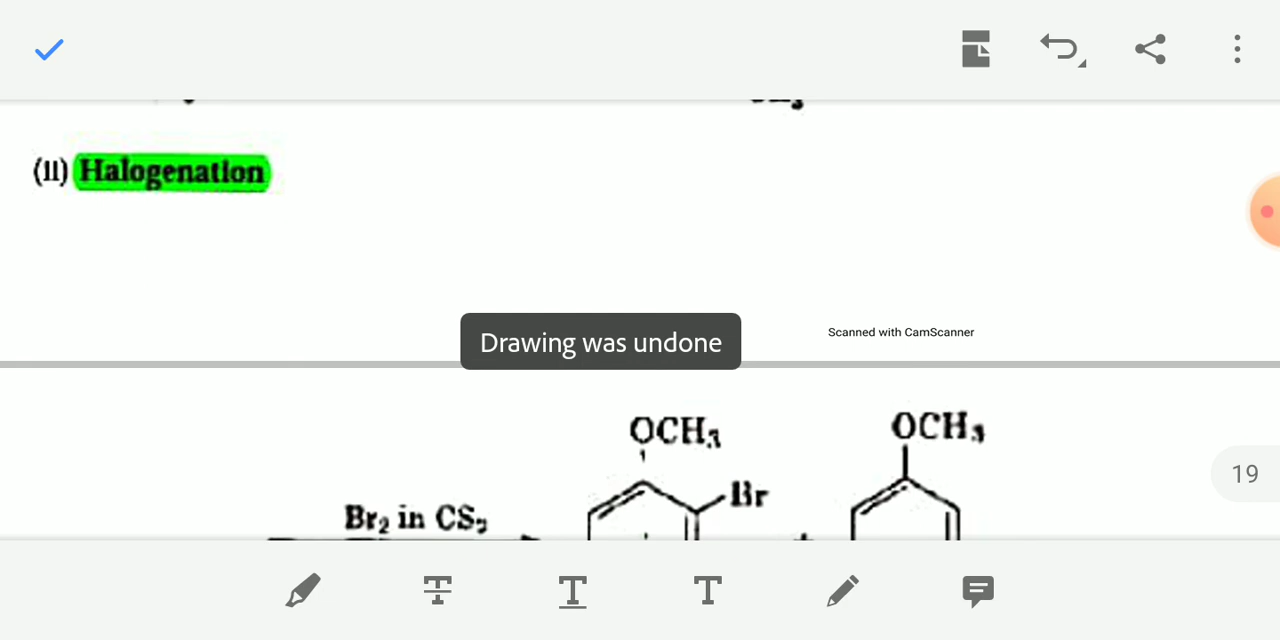 (ii) Halogenation
Drawing was undone
Scanned with CamScanner
OCH3 OCH3
Br
19
Br2 in CS2
+